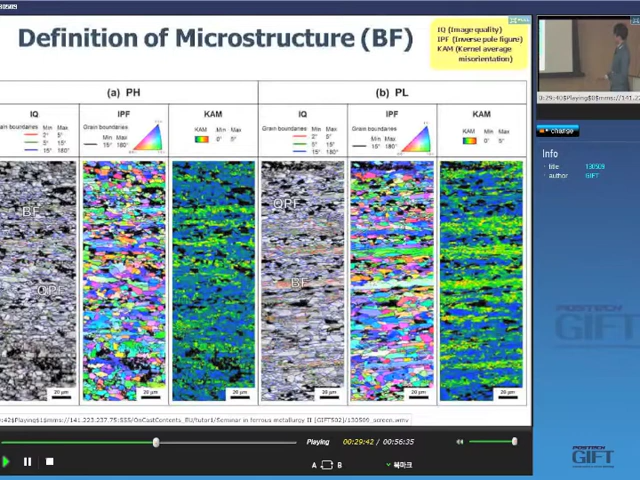 Definition of Microstructure (BF)
IQ (Image quality)
IPF (Inverse pole figure)
KAM (Kernel average
misorientation)
(a) PH
(b) PL
IQ
IPF
KAM
IQ
IPF
KAM
Grain boundaries
Min Max
2° 5°
5° 15°
15° 180°
Grain boundaries
Min Max
15° 180°
KAM Min Max
0° 5°
Grain boundaries
Min Max
2° 5°
5° 15°
15° 180°
Grain boundaries
Min Max
15° 180°
KAM Min Max
0° 5°
BF
OPF
OPF
BF
20 μm
20 μm
20 μm
20 μm
20 μm
20 μm
change
Info
title 130509
author GIFT
POSTECH
GIFT
Playing 00:29:42 / 00:56:35
A B
북마크
POSTECH
GIFT